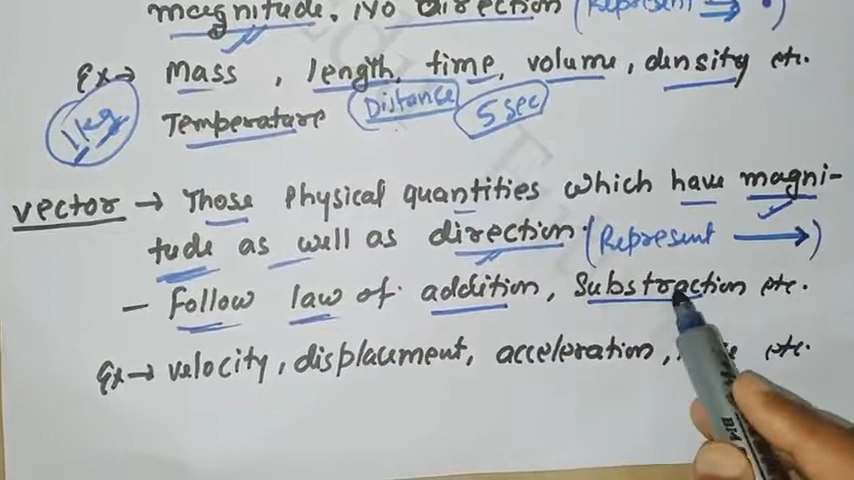 magnitude. No direction (Represent →
Ex → Mass, length, time, volume, density etc.
1kg Temperature Distance 5 sec
vector → Those Physical quantities which have magni-
tude as well as direction. (Represent →)
- Follow law of addition, Substraction etc.
Ex → velocity, displacement, acceleration, etc.